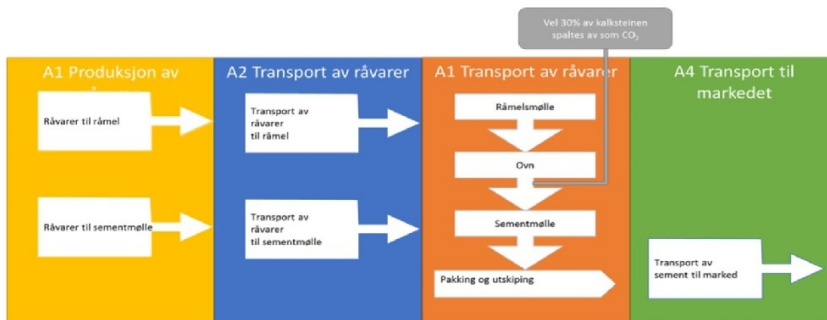 Vel 30% av kalksteinen
spaltes av som CO₂
A1 Produksjon av
A2 Transport av råvarer
A1 Transport av råvarer
A4 Transport til
markedet
Råvarer til råmel
Transport av
råvarer
til råmel
Råmelsmølle
Ovn
Råvarer til sementmølle
Transport av
råvarer
til sementmølle
Sementmølle
Pakking og utskiping
Transport av
sement til marked